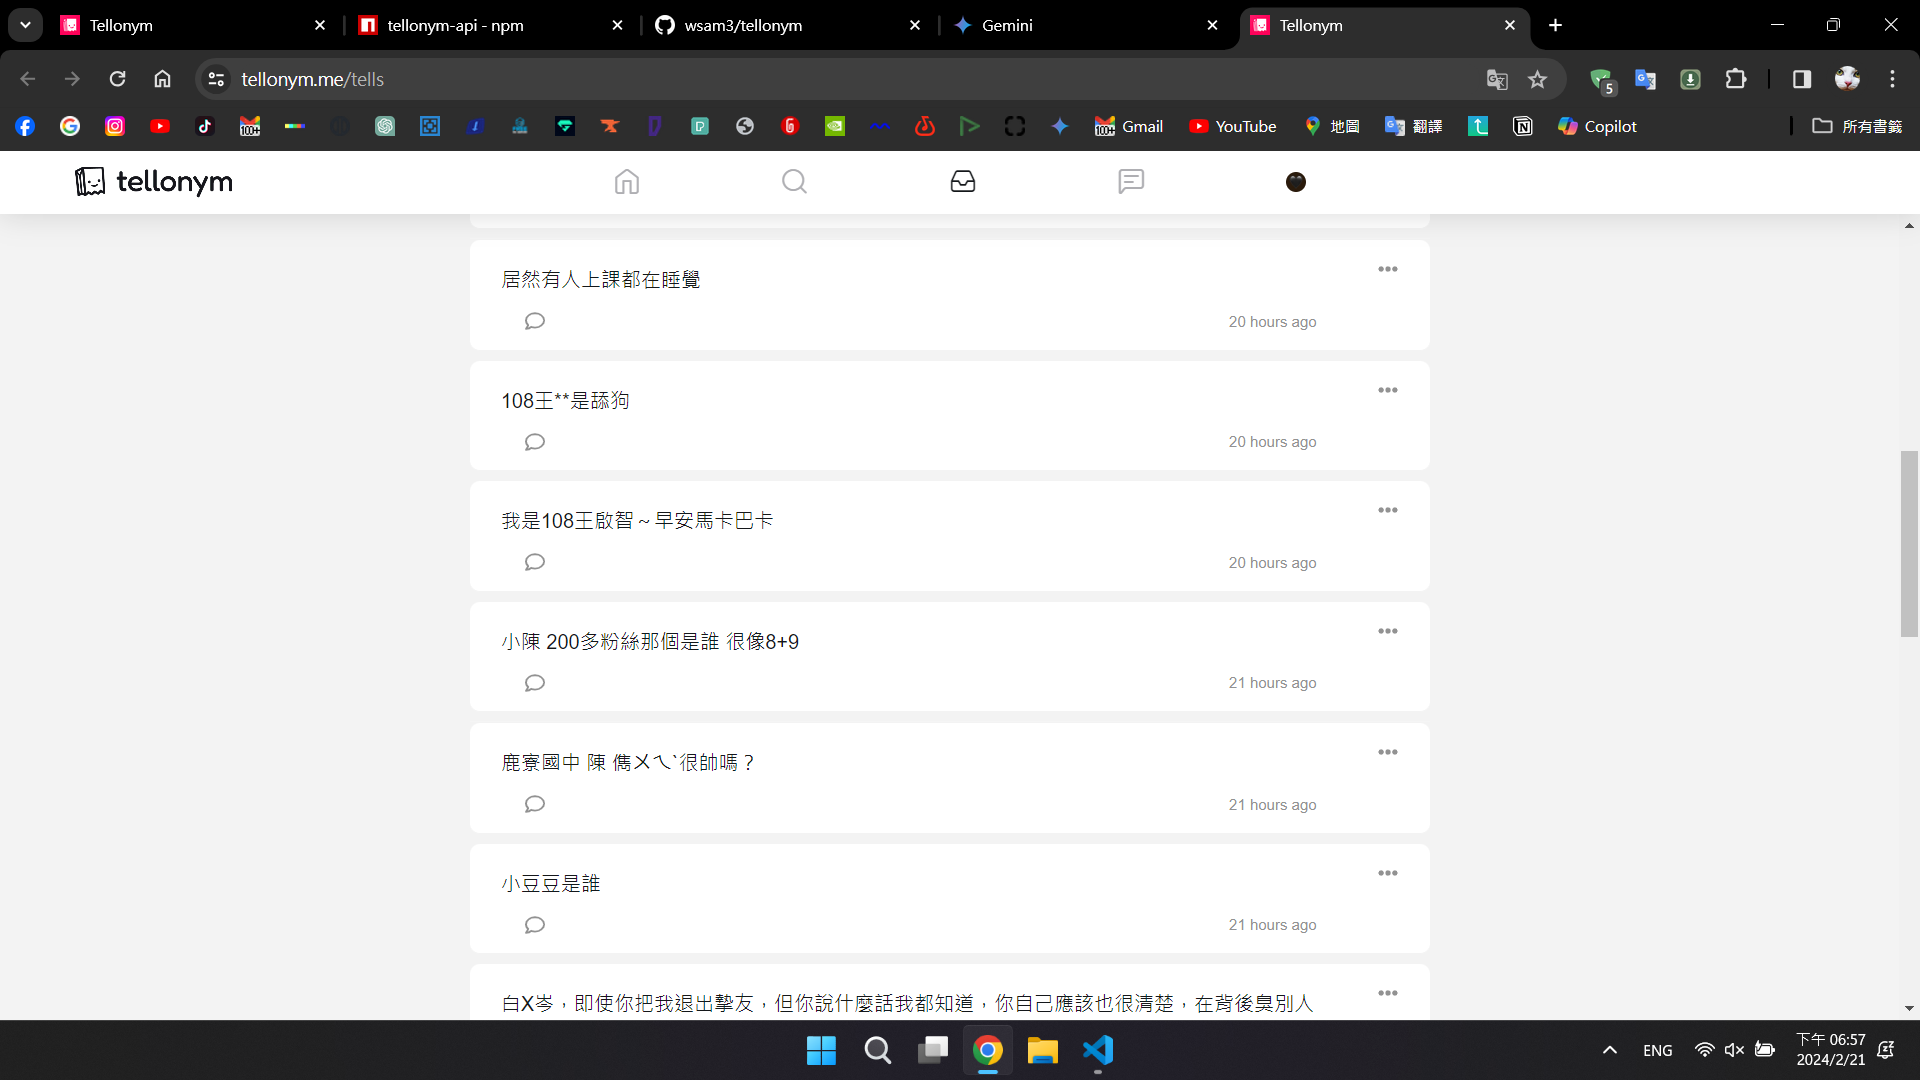 Tellonym
tellonym-api - npm
wsam3/tellonym
Gemini
Tellonym
tellonym.me/tells
5
Gmail
YouTube
地圖
翻譯
Copilot
所有書籤
tellonym
居然有人上課都在睡覺
20 hours ago
108王**是舔狗
20 hours ago
我是108王啟智～早安馬卡巴卡
20 hours ago
小陳 200多粉絲那個是誰 很像8+9
21 hours ago
鹿寮國中 陳 儁ㄨㄟˋ很帥嗎？
21 hours ago
小豆豆是誰
21 hours ago
白X岑，即使你把我退出摯友，但你說什麼話我都知道，你自己應該也很清楚，在背後臭別人
ENG
下午 06:57
2024/2/21